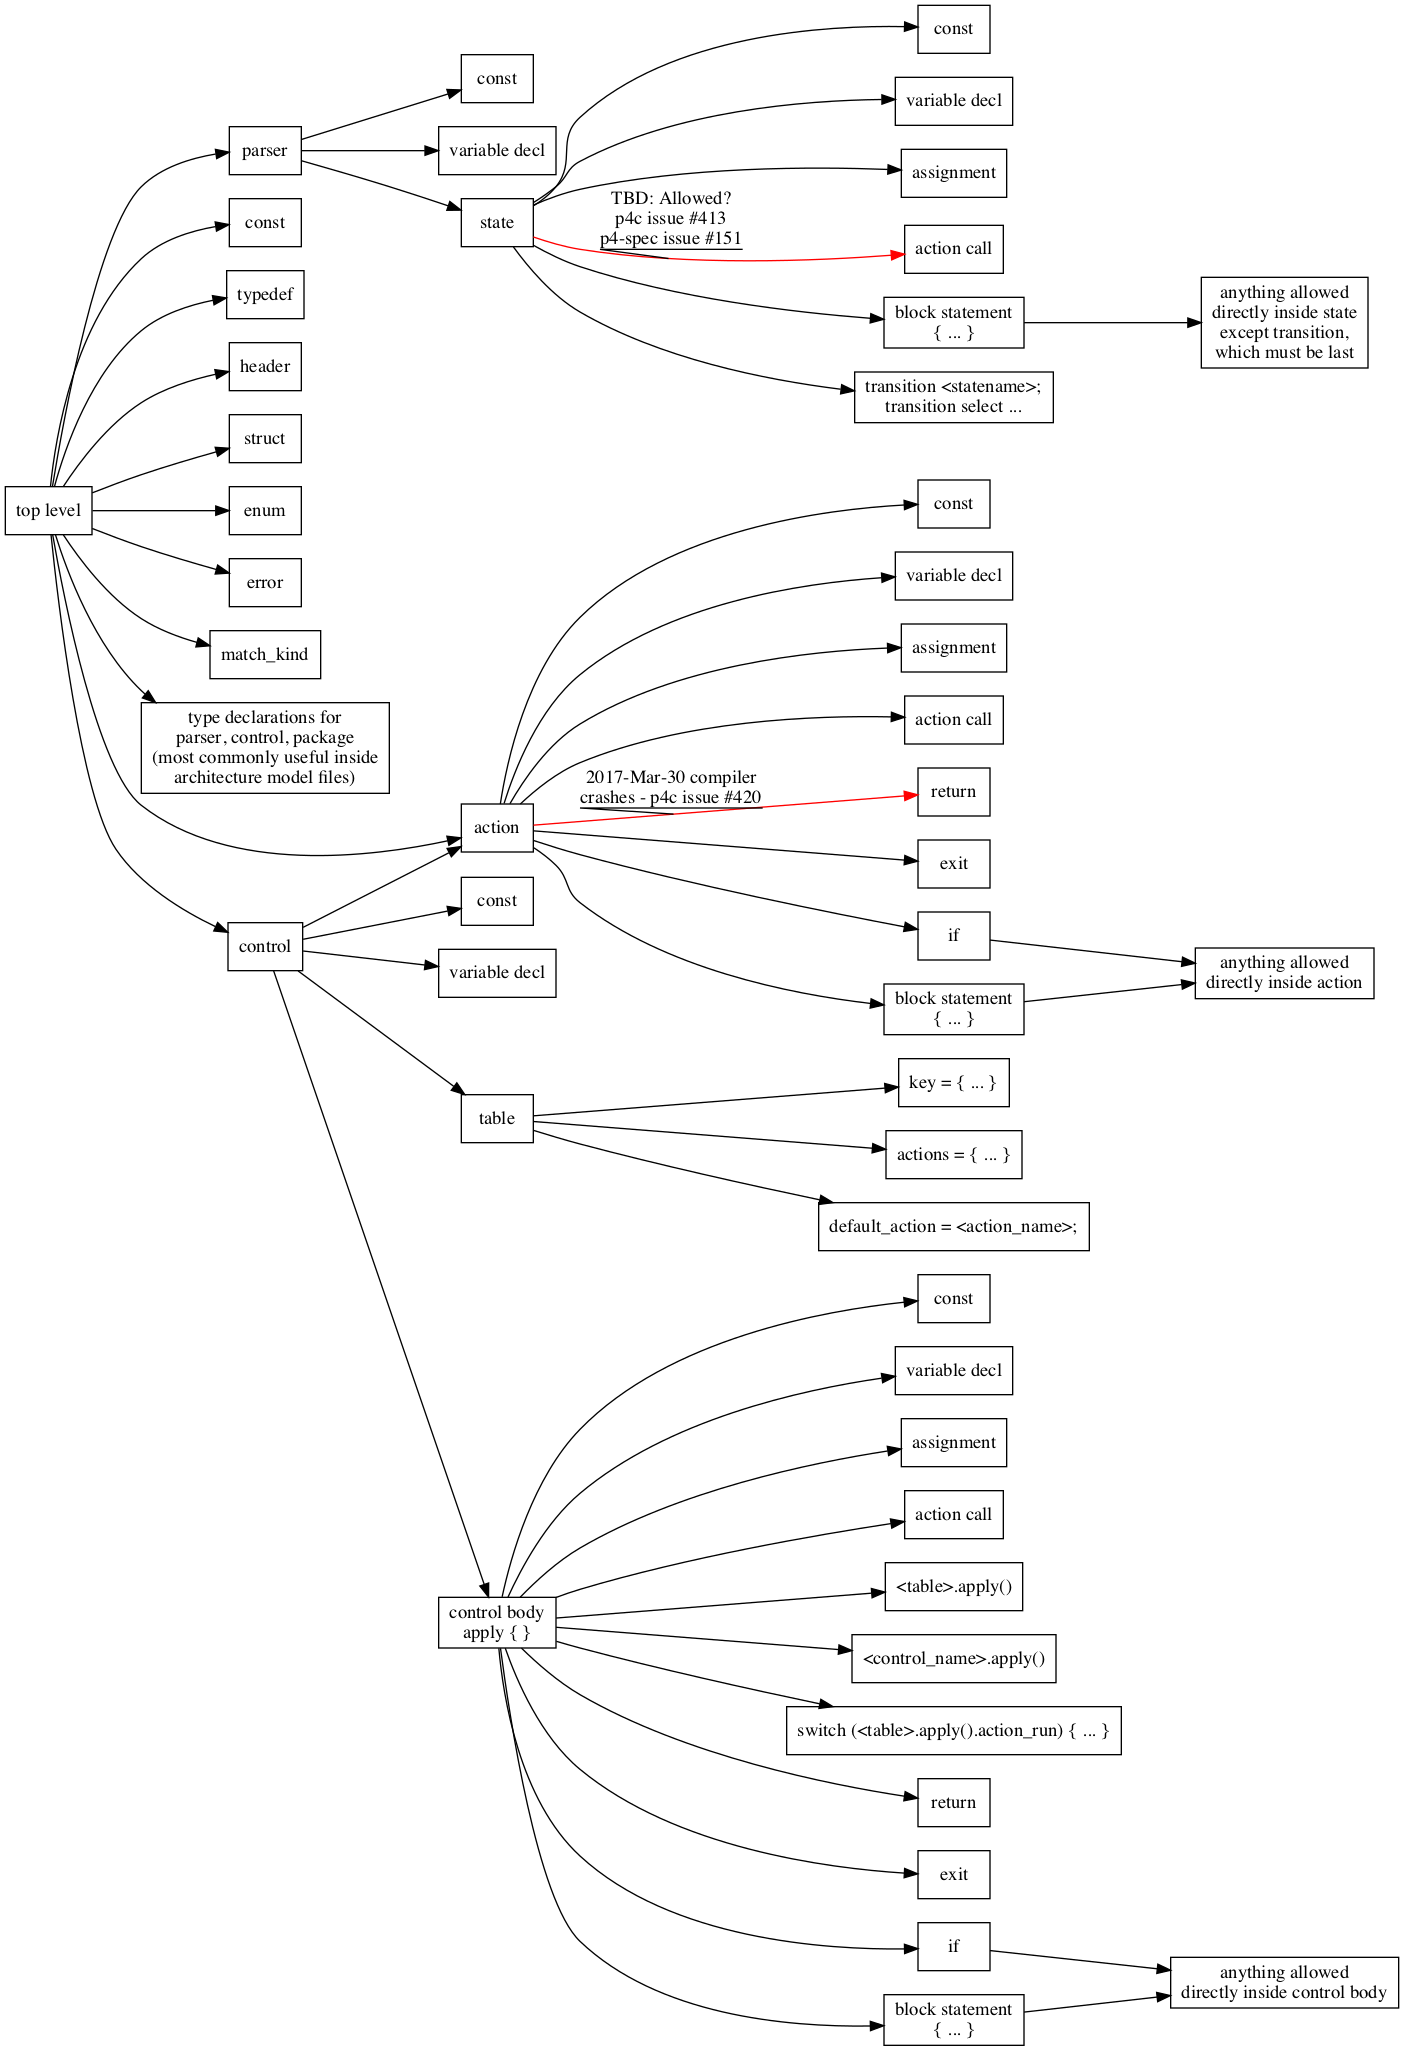 top level
parser
const
typedef
header
struct
enum
error
match_kind
type declarations for
parser, control, package
(most commonly useful inside
architecture model files)
control
const
variable decl
state
TBD: Allowed?
p4c issue #413
p4-spec issue #151
const
variable decl
assignment
action call
block statement
{ ... }
transition <statename>;
transition select ...
anything allowed
directly inside state
except transition,
which must be last
action
2017-Mar-30 compiler
crashes - p4c issue #420
const
variable decl
assignment
action call
return
exit
if
block statement
{ ... }
anything allowed
directly inside action
const
variable decl
table
key = { ... }
actions = { ... }
default_action = <action_name>;
control body
apply { }
const
variable decl
assignment
action call
<table>.apply()
<control_name>.apply()
switch (<table>.apply().action_run) { ... }
return
exit
if
block statement
{ ... }
anything allowed
directly inside control body